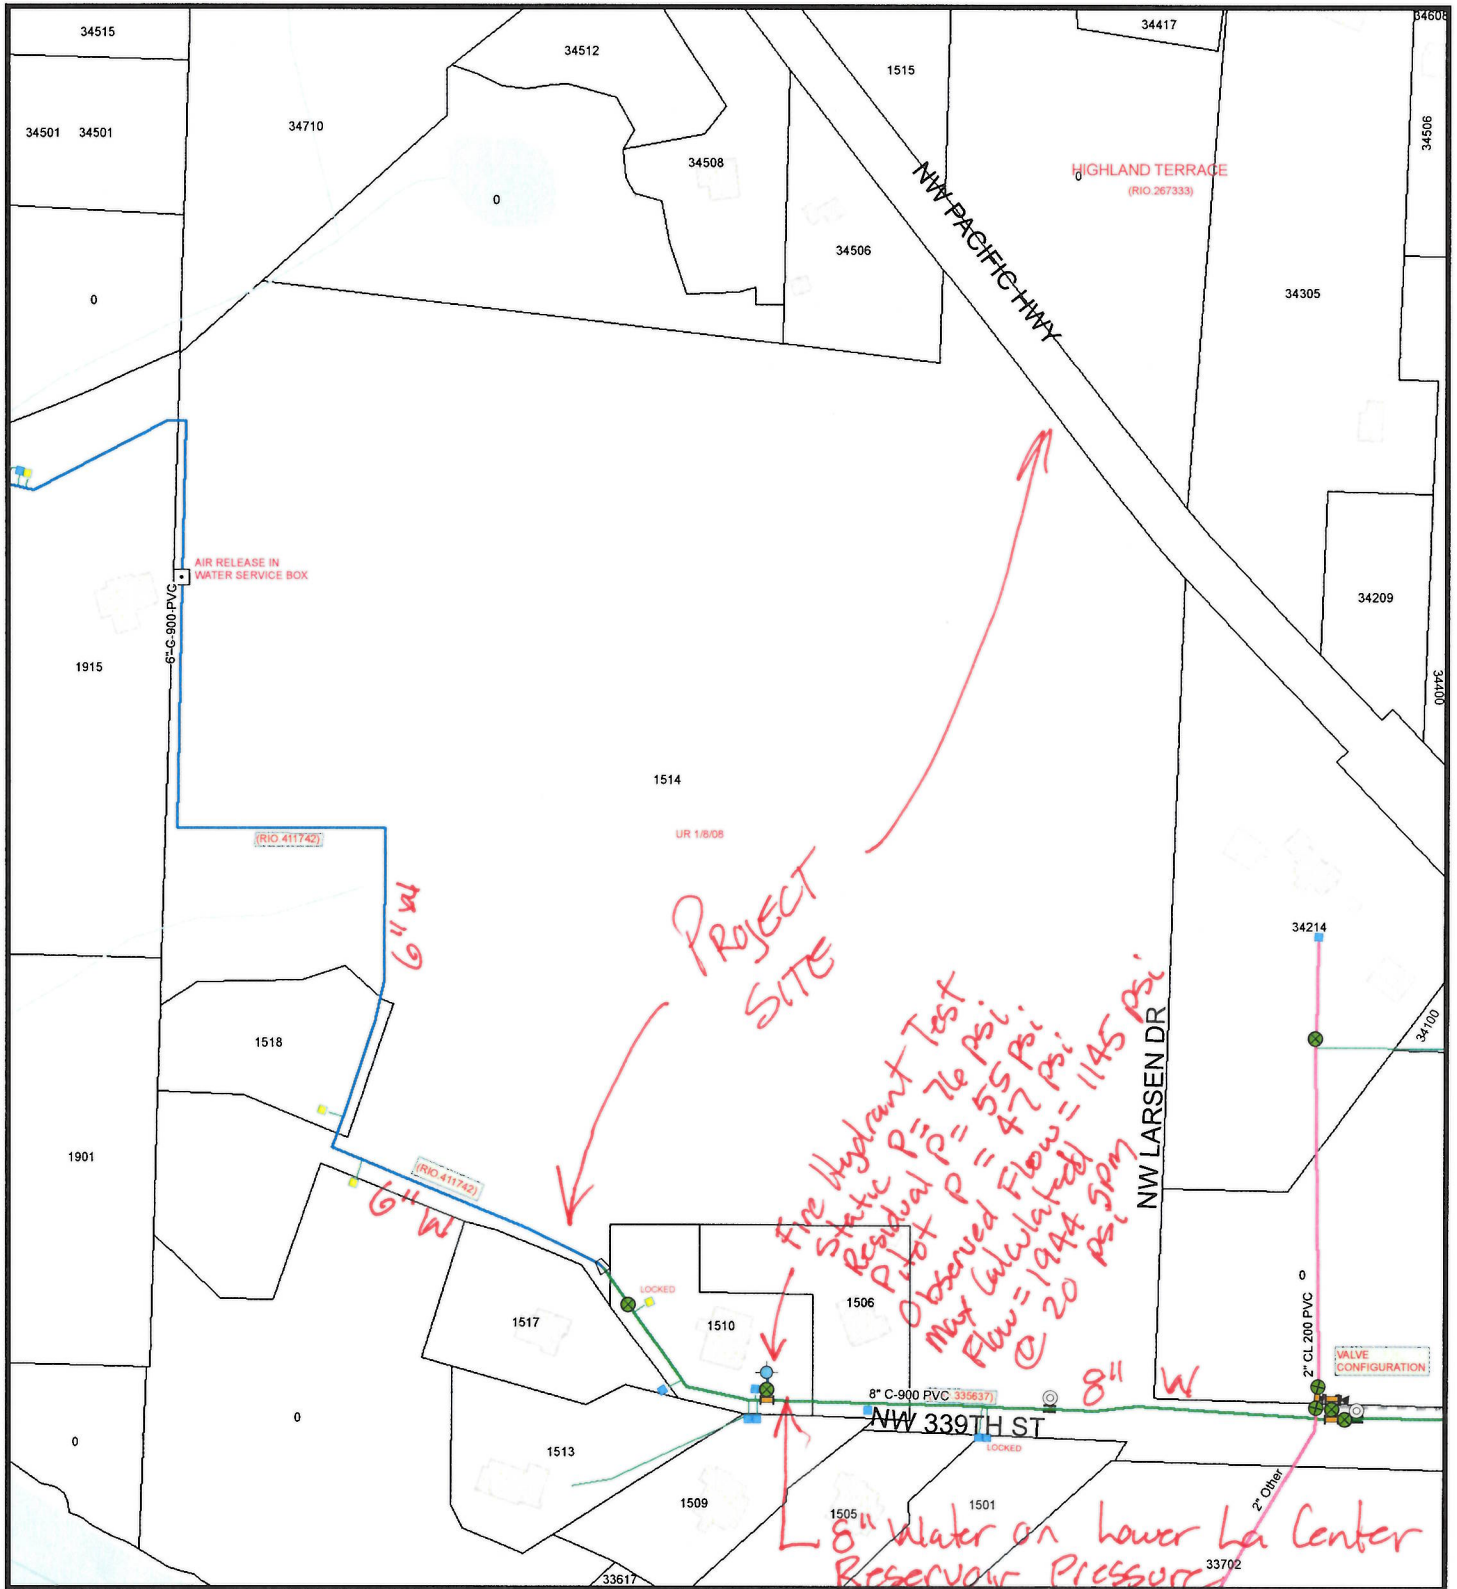 34515
34512
34417
34608
1515
34501 34501
34710
34506
34508
HIGHLAND TERRACE
0
(RIO.267333)
0
NW PACIFIC HWY
34506
34305
0
AIR RELEASE IN
WATER SERVICE BOX
6"-C-900-PVC
34209
1915
34400
1514
UR 1/8/08
(RIO.411742)
6" W
PROJECT
SITE
34214
34100
1518
NW LARSEN DR
Fire Hydrant Test
Static P = 76 psi.
Residual P = 55 psi
Pitot P = 47 psi
Observed Flow = 1145 psi
Max Calculated
Flow = 1944 gpm
@ 20 psi
1901
(RIO.411742)
6" W
0
LOCKED
1506
1517
1510
2" CL 200 PVC
VALVE
CONFIGURATION
8" C-900 PVC
335637)
8" W
NW 339TH ST
0
LOCKED
0
1513
2" Other
1509
1505
1501
8" Water on Lower La Center
Reservoir Pressure
33702
33617